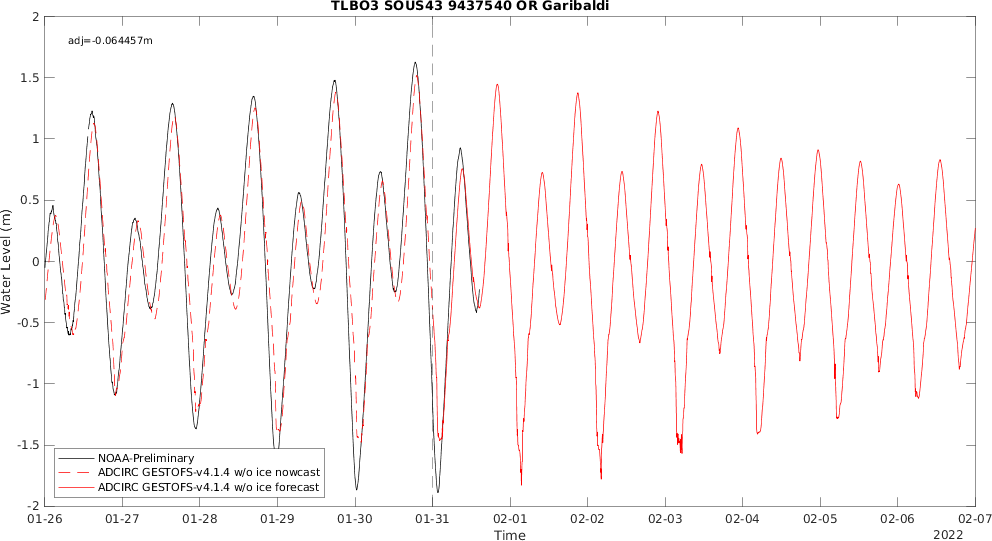 TLBO3 SOUS43 9437540 OR Garibaldi
adj=-0.064457m
Water Level (m)
2
1.5
1
0.5
0
-0.5
-1
-1.5
-2
NOAA-Preliminary
ADCIRC GESTOFS-v4.1.4 w/o ice nowcast
ADCIRC GESTOFS-v4.1.4 w/o ice forecast
01-26 01-27 01-28 01-29 01-30 01-31 02-01 02-02 02-03 02-04 02-05 02-06 02-07
Time
2022